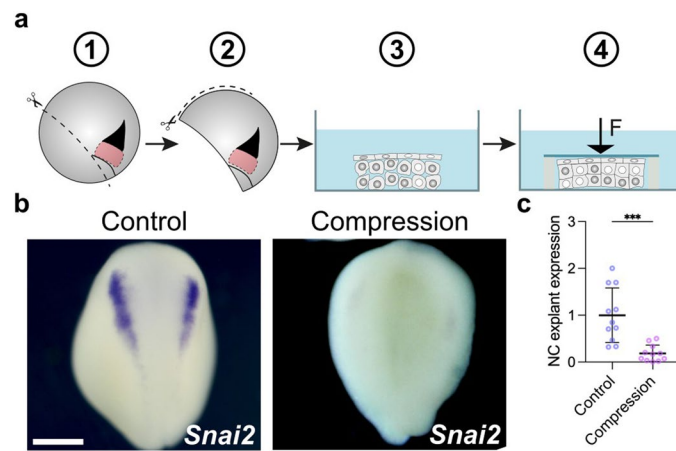 a
1
2
3
4
F
b
Control
Compression
Snai2
Snai2
c
***
NC explant expression
3
2
1
0
Control
Compression